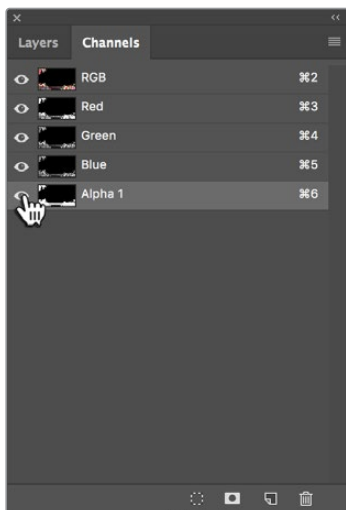 Layers Channels
RGB ⌘2
Red ⌘3
Green ⌘4
Blue ⌘5
Alpha 1 ⌘6